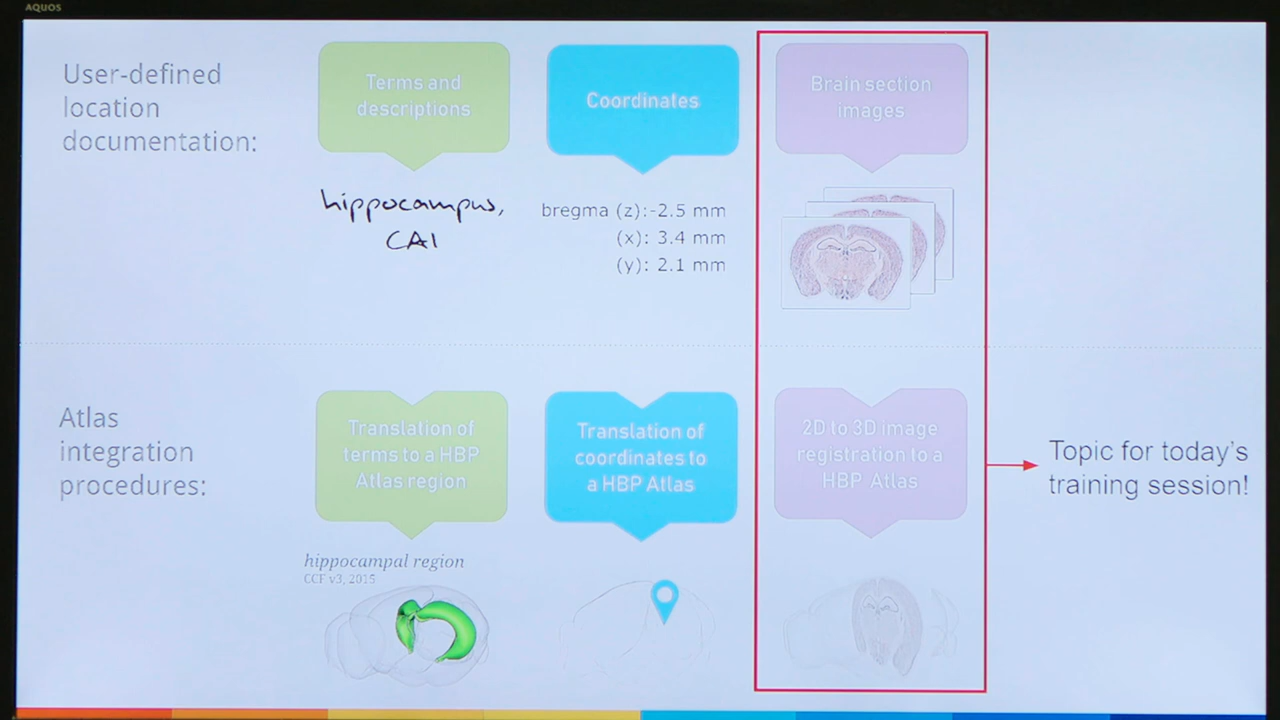 AQUOS
User-defined
location
documentation:
Terms and
descriptions
Coordinates
Brain section
images
hippocampus,
CA1
bregma (z):-2.5 mm
(x): 3.4 mm
(y): 2.1 mm
Atlas
integration
procedures:
Translation of
terms to a HBP
Atlas region
Translation of
coordinates to
a HBP Atlas
2D to 3D image
registration to a
HBP Atlas
Topic for today's
training session!
hippocampal region
CCF v3, 2015